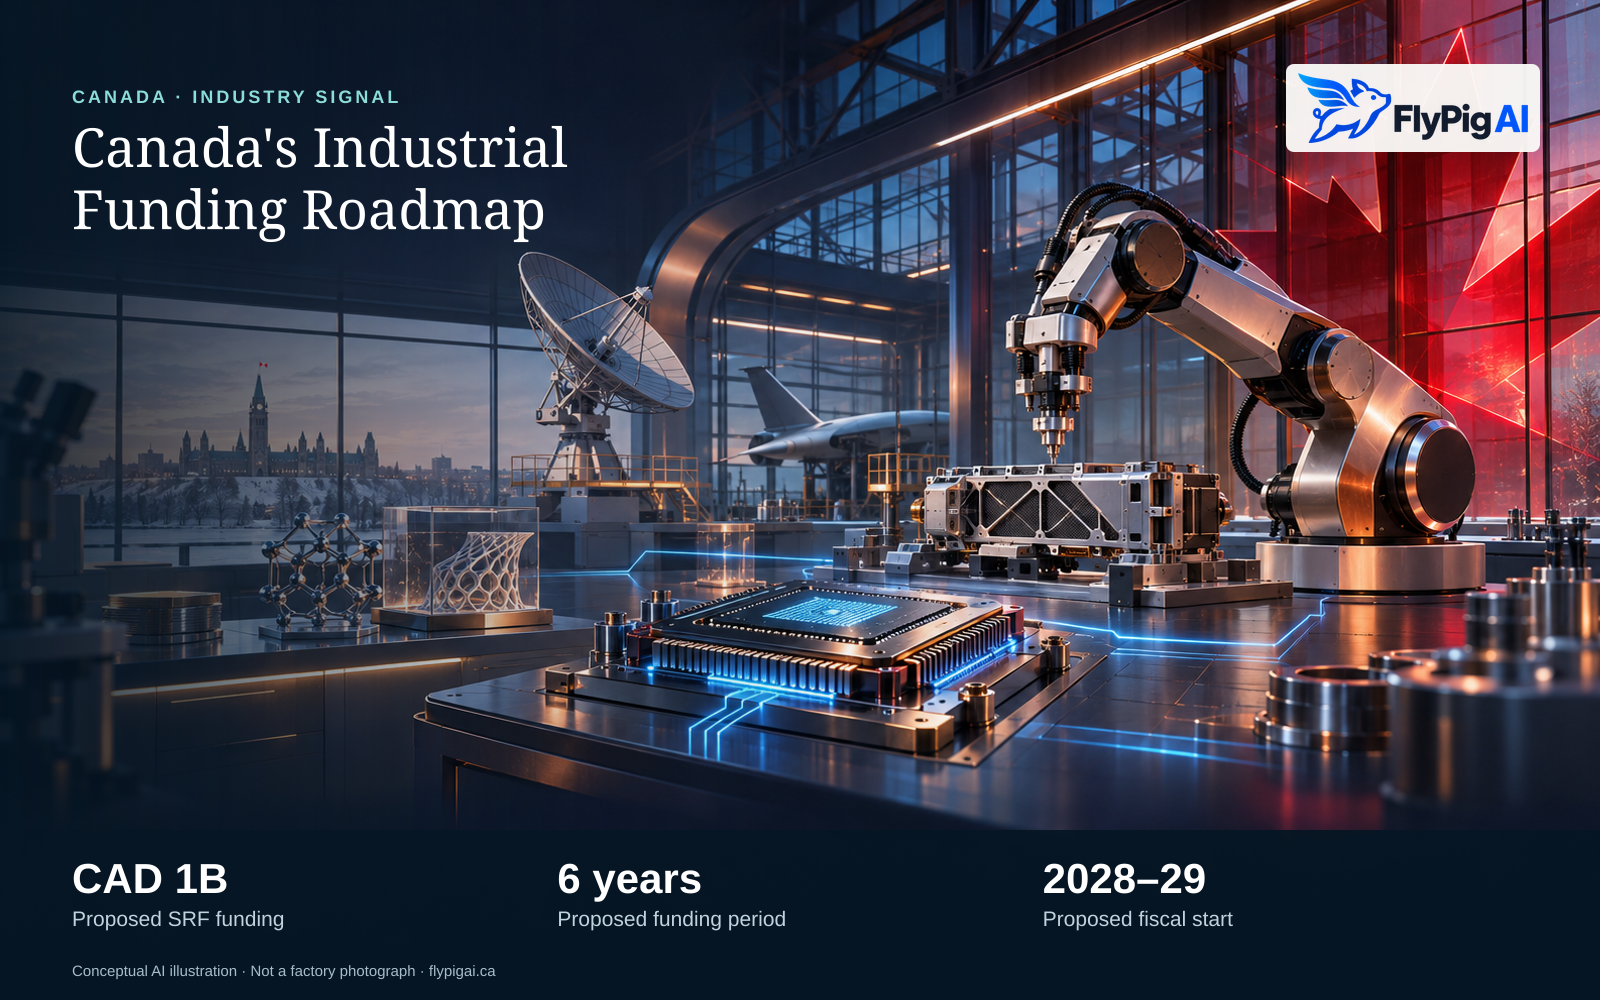 CANADA · INDUSTRY SIGNAL
Canada's Industrial
Funding Roadmap
FlyPig AI
CAD 1B
Proposed SRF funding
6 years
Proposed funding period
2028–29
Proposed fiscal start
Conceptual AI illustration · Not a factory photograph · flypigai.ca